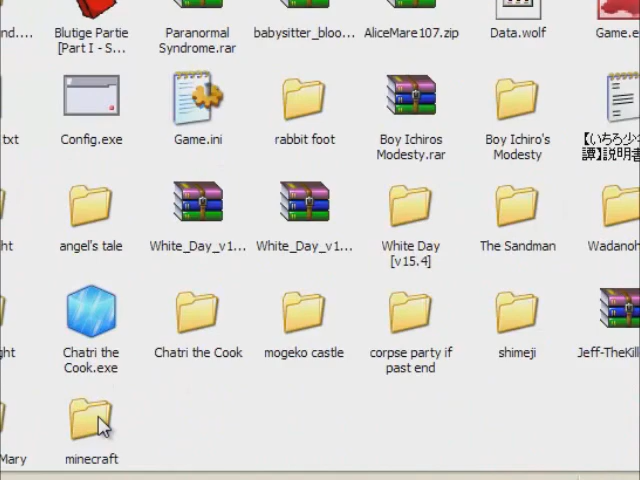 nd....
Blutige Partie
[Part I - S...
Paranormal
Syndrome.rar
babysitter_bloo...
AliceMare107.zip
Data.wolf
Game.e
txt
Config.exe
Game.ini
rabbit foot
Boy Ichiros
Modesty.rar
Boy Ichiro's
Modesty
【いちろ少年
譚】説明書
ht
angel's tale
White_Day_v1...
White_Day_v1...
White Day
[v15.4]
The Sandman
Wadanoh
ght
Chatri the
Cook.exe
Chatri the Cook
mogeko castle
corpse party if
past end
shimeji
Jeff-TheKill
Mary
minecraft